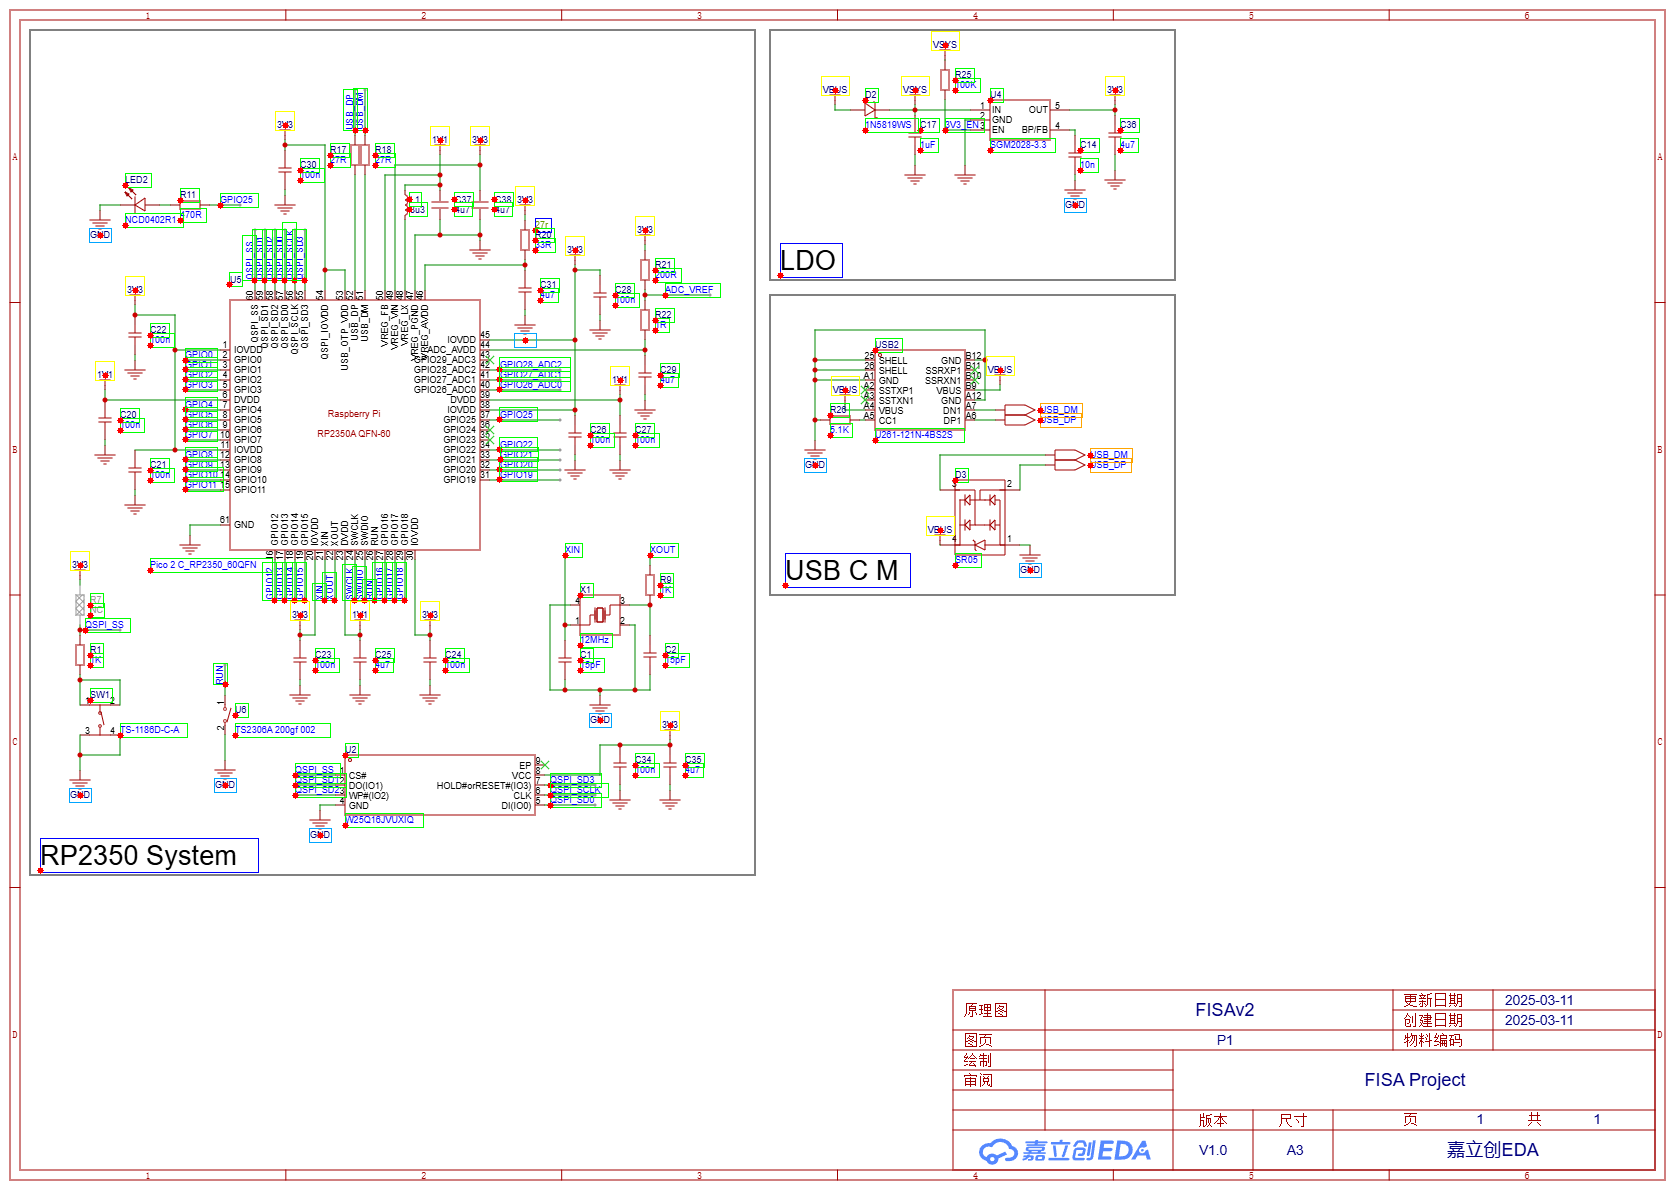 1 2 3 4 5 6
A
B
C
D
LED2
NCD0402R1
GND
R11
470R
GPIO25
3V3
C30
100n
USB_DP
USB_DM
R17
27R
R18
27R
1V1
3V3
C37
4u7
C38
4u7
3V3
R20
33R
C31
4u7
3V3
C28
100n
3V3
R21
200R
ADC_VREF
R22
1R
C29
4u7
1V1
C26
100n
C27
100n
3V3
C22
100n
1V1
C20
100n
C21
100n
U5
QSPI_SS
QSPI_SD1
QSPI_SD2
QSPI_SD0
QSPI_SCLK
QSPI_SD3
QSPI_IOVDD
USB_OTP_VDD
USB_DP
USB_DM
VREG_FB
VREG_VIN
VREG_LX
VREG_PGND
VREG_AVDD
IOVDD
GPIO0
GPIO1
GPIO2
GPIO3
DVDD
GPIO4
GPIO5
GPIO6
GPIO7
IOVDD
GPIO8
GPIO9
GPIO10
GPIO11
GND
Raspberry Pi
RP2350A QFN-60
IOVDD
ADC_AVDD
GPIO29_ADC3
GPIO28_ADC2
GPIO27_ADC1
GPIO26_ADC0
DVDD
IOVDD
GPIO25
GPIO24
GPIO23
GPIO22
GPIO21
GPIO20
GPIO19
GPIO28_ADC2
GPIO27_ADC1
GPIO26_ADC0
GPIO25
GPIO22
GPIO21
GPIO20
GPIO19
GPIO12
GPIO13
GPIO14
GPIO15
IOVDD
XIN
XOUT
DVDD
SWCLK
SWDIO
RUN
GPIO16
GPIO17
GPIO18
IOVDD
Pico 2 C_RP2350_60QFN
3V3
C23
100n
1V1
C25
4u7
3V3
C24
100n
3V3
R7
NC
QSPI_SS
R1
1K
SW1
TS-1186D-C-A
GND
RUN
U6
TS2306A 200gf 002
GND
XIN
XOUT
X1
12MHz
R9
1K
C1
15pF
C2
15pF
GND
U2
QSPI_SS
QSPI_SD1
QSPI_SD2
CS#
DO(IO1)
WP#(IO2)
GND
EP
VCC
HOLD#orRESET#(IO3)
CLK
DI(IO0)
QSPI_SD3
QSPI_SCLK
QSPI_SD0
W25Q16JVUXIQ
GND
3V3
C34
100n
C35
4u7
RP2350 System
VBUS
D2
1N5819WS
VSYS
VSYS
R25
100K
C17
1uF
3V3_EN
U4
IN
GND
EN
OUT
BP/FB
SGM2028-3.3
C14
10n
GND
3V3
C36
4u7
LDO
USB2
SHELL
SHELL
GND
SSTXP1
SSTXN1
VBUS
CC1
GND
SSRXP1
SSRXN1
VBUS
GND
DN1
DP1
U261-121N-4BS2S
VBUS
R26
5.1K
GND
VBUS
USB_DM
USB_DP
USB_DM
USB_DP
D3
VBUS
SR05
GND
USB C M
原理图 FISAv2 更新日期 2025-03-11
创建日期 2025-03-11
图页 P1 物料编码
绘制
审阅
FISA Project
版本 尺寸 页 1 共 1
嘉立创EDA V1.0 A3 嘉立创EDA